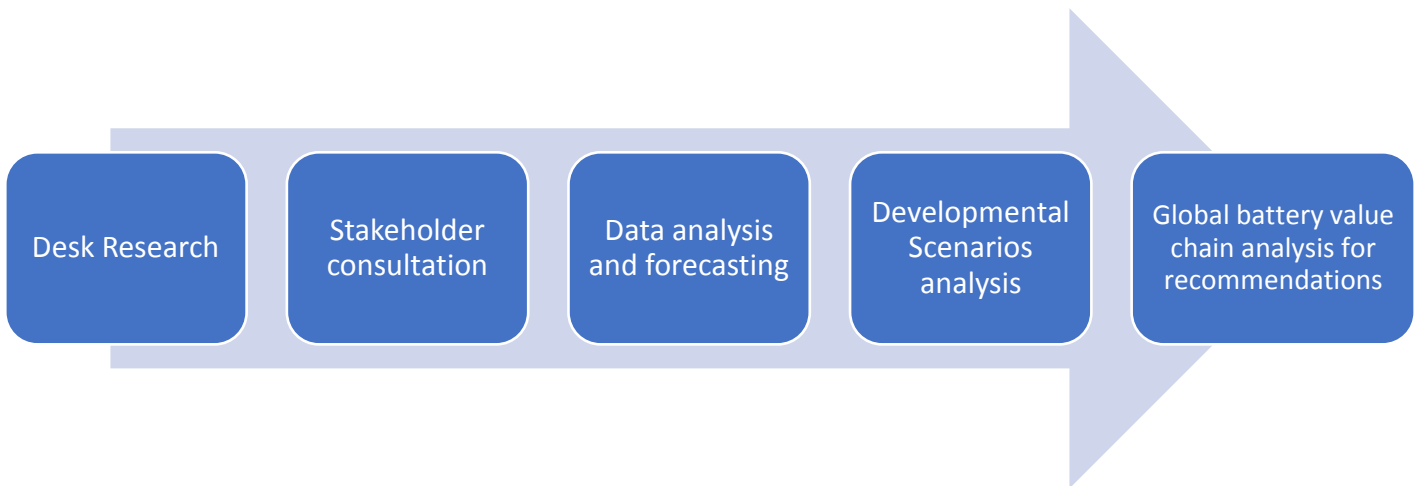 Desk Research
Stakeholder
consultation
Data analysis
and forecasting
Developmental
Scenarios
analysis
Global battery value
chain analysis for
recommendations